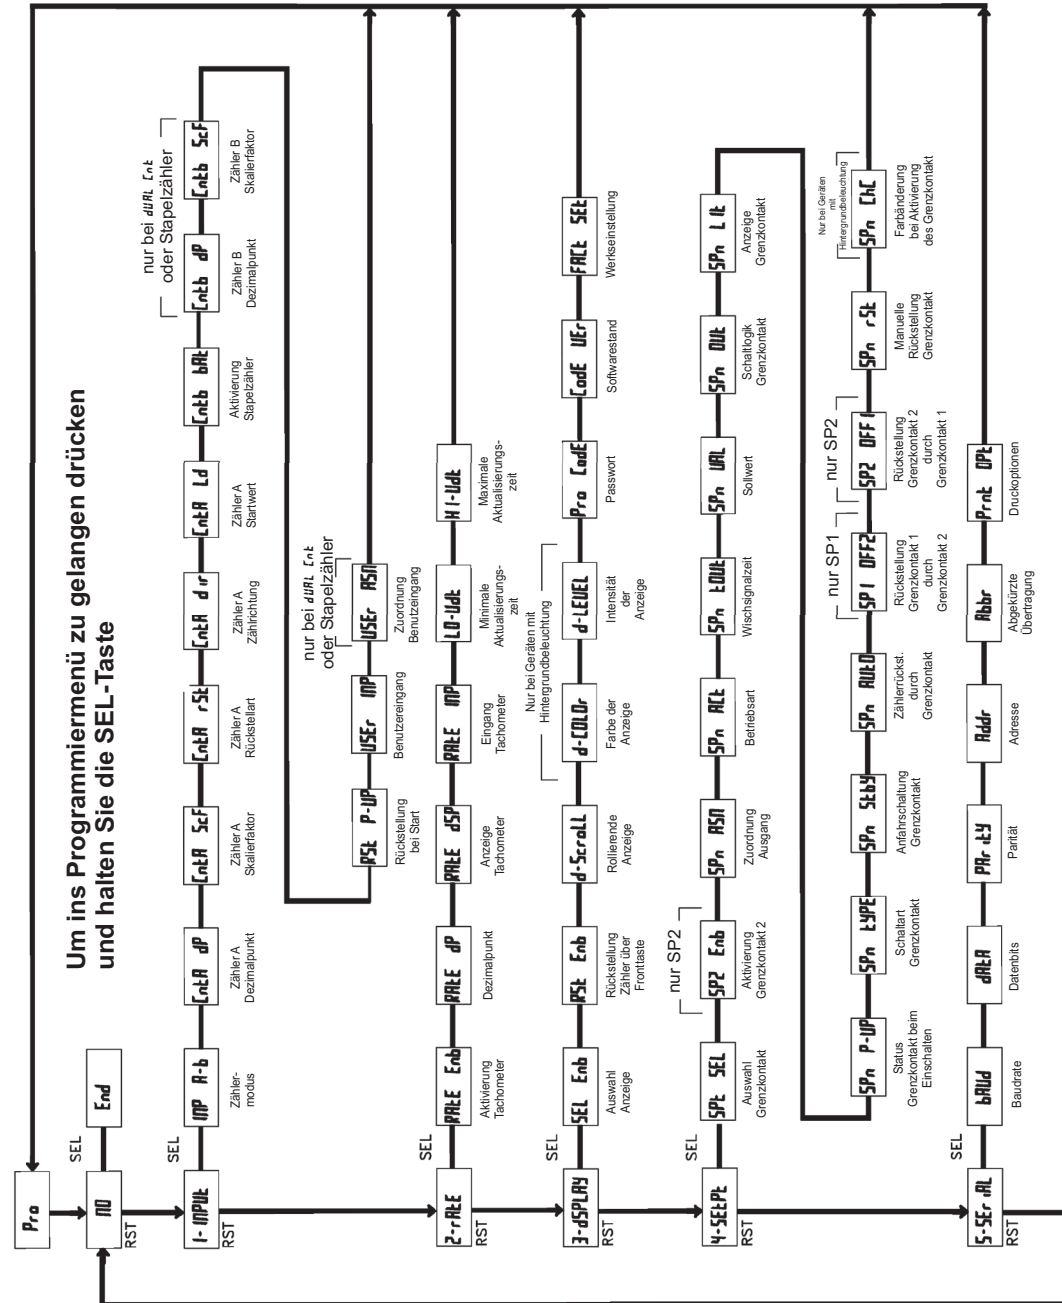 Um ins Programmiermenü zu gelangen drücken
und halten Sie die SEL-Taste
Pro
NO
SEL
End
RST
1-INPUt
SEL
RST
INP A-b
Zähler-
modus
CntA dP
Zähler A
Dezimalpunkt
CntA ScF
Zähler A
Skalierfaktor
CntA rSt
Zähler A
Rückstellart
CntA dir
Zähler A
Zählrichtung
CntA Ld
Zähler A
Startwert
Cntb bAt
Aktivierung
Stapelzähler
nur bei dUAL Cnt
oder Stapelzähler
Cntb dP
Zähler B
Dezimalpunkt
Cntb ScF
Zähler B
Skalierfaktor
RSt P-UP
Rückstellung
bei Start
USEr INP
Benutzereingang
nur bei dUAL Cnt
oder Stapelzähler
USEr ASN
Zuordnung
Benutzeingang
2-rAtE
SEL
RST
RAtE Enb
Aktivierung
Tachometer
RAtE dP
Dezimalpunkt
RAtE dSP
Anzeige
Tachometer
RAtE INP
Eingang
Tachometer
LO-Udt
Minimale
Aktualisierungs-
zeit
HI-Udt
Maximale
Aktualisierungs-
zeit
3-dSPLAY
SEL
RST
SEL Enb
Auswahl
Anzeige
RSt Enb
Rückstellung
Zähler über
Fronttaste
d-ScroLL
Rollierende
Anzeige
Nur bei Geräten mit
Hintergrundbeleuchtung
d-COLOr
Farbe der
Anzeige
d-LEVEL
Intensität
der
Anzeige
Pro CodE
Passwort
CodE VEr
Softwarestand
FACt SEt
Werkseinstellung
4-SEtPt
SEL
RST
SPt SEL
Auswahl
Grenzkontakt
nur SP2
SP2 Enb
Aktivierung
Grenzkontakt 2
SPn ASN
Zuordnung
Ausgang
SPn ACt
Betriebsart
SPn tOUt
Wischsignalzeit
SPn VAL
Sollwert
SPn OUt
Schaltlogik
Grenzkontakt
SPn LIt
Anzeige
Grenzkontakt
SPn P-UP
Status
Grenzkontakt beim
Einschalten
SPn tYPE
Schaltart
Grenzkontakt
SPn Stby
Anfahrschaltung
Grenzkontakt
SPn AUtO
Zählerrückst.
durch
Grenzkontakt
nur SP1
SP1 OFF2
Rückstellung
Grenzkontakt 1
durch
Grenzkontakt 2
nur SP2
SP2 OFF1
Rückstellung
Grenzkontakt 2
durch
Grenzkontakt 1
SPn rSt
Manuelle
Rückstellung
Grenzkontakt
Nur bei Geräten
mit
Hintergrundbeleuchtung
SPn ChC
Farbänderung
bei Aktivierung
des Grenzkontakt
5-SEriAL
SEL
RST
bAUd
Baudrate
dAtA
Datenbits
PAritY
Parität
Addr
Adresse
Abbr
Abgekürzte
Übertragung
Prnt OPt
Druckoptionen